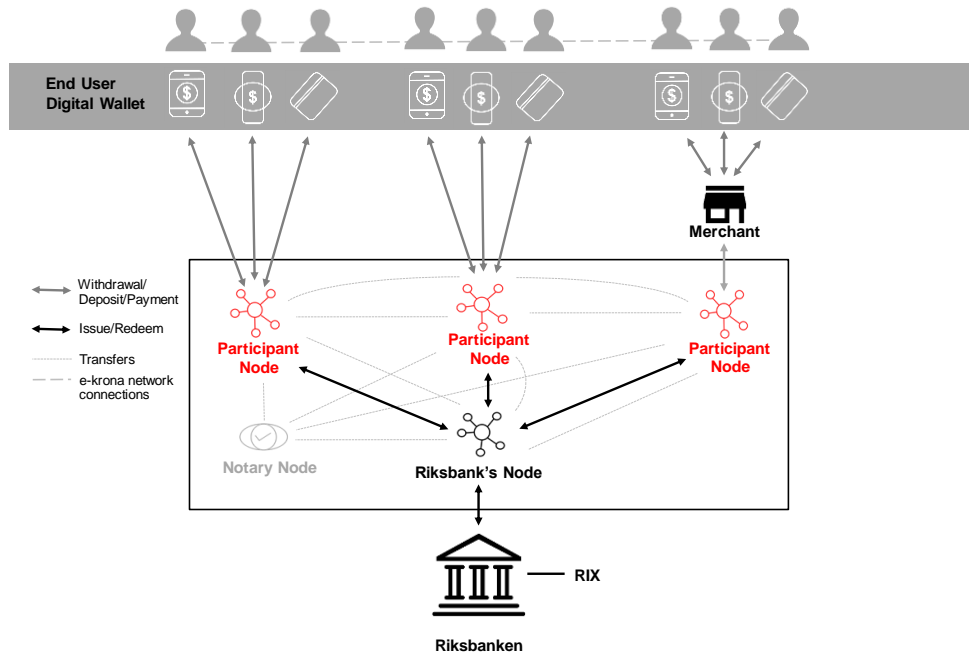 End User
Digital Wallet
$
$
$
$
$
$
Merchant
Withdrawal/
Deposit/Payment
Issue/Redeem
Transfers
e-krona network
connections
Participant
Node
Participant
Node
Participant
Node
Notary Node
Riksbank's Node
RIX
Riksbanken